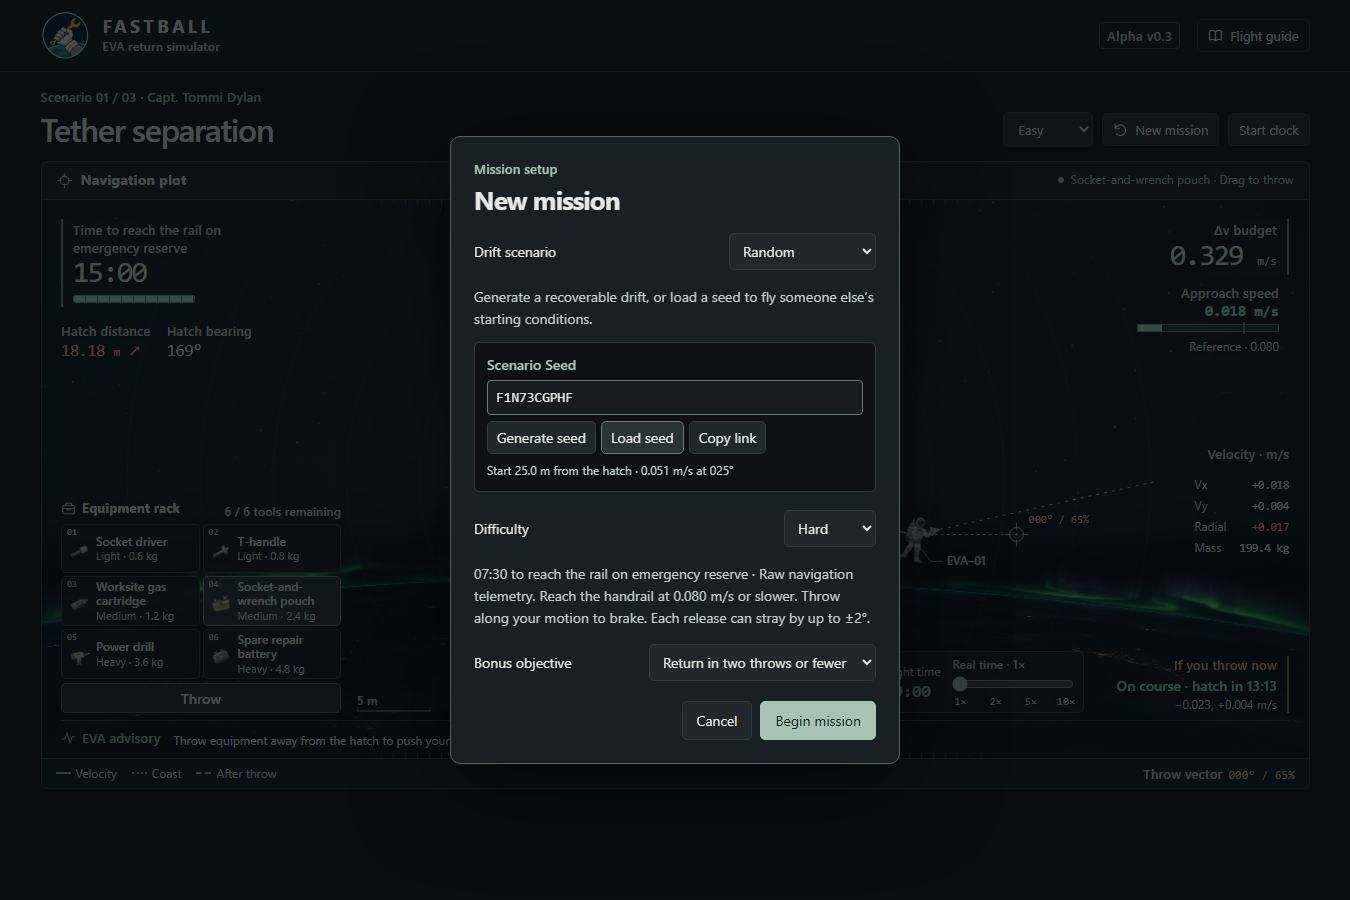 FASTBALL
EVA return simulator
Alpha v0.3
Flight guide
Scenario 01 / 03 · Capt. Tommi Dylan
Tether separation
Easy
New mission
Start clock
Navigation plot
Socket-and-wrench pouch · Drag to throw
Time to reach the rail on
emergency reserve
15:00
Hatch distance
18.18 m ↗
Hatch bearing
169°
Δv budget
0.329 m/s
Approach speed
0.018 m/s
Reference · 0.080
Mission setup
New mission
Drift scenario
Random
Generate a recoverable drift, or load a seed to fly someone else’s
starting conditions.
Scenario Seed
F1N73CGPHF
Generate seed
Load seed
Copy link
Start 25.0 m from the hatch · 0.051 m/s at 025°
Difficulty
Hard
07:30 to reach the rail on emergency reserve · Raw navigation
telemetry. Reach the handrail at 0.080 m/s or slower. Throw
along your motion to brake. Each release can stray by up to ±2°.
Bonus objective
Return in two throws or fewer
Cancel
Begin mission
Velocity · m/s
Vx +0.018
Vy +0.004
Radial +0.017
Mass 199.4 kg
000° / 65%
EVA-01
Equipment rack
6 / 6 tools remaining
01
Socket driver
Light · 0.6 kg
02
T-handle
Light · 0.8 kg
03
Worksite gas
cartridge
Medium · 1.2 kg
04
Socket-and-
wrench pouch
Medium · 2.4 kg
05
Power drill
Heavy · 3.6 kg
06
Spare repair
battery
Heavy · 4.8 kg
Throw
5 m
Real time · 1×
1×
2×
5×
10×
If you throw now
On course · hatch in 13:13
−0.023, +0.004 m/s
EVA advisory
Throw equipment away from the hatch to push your
Velocity
Coast
After throw
Throw vector 000° / 65%